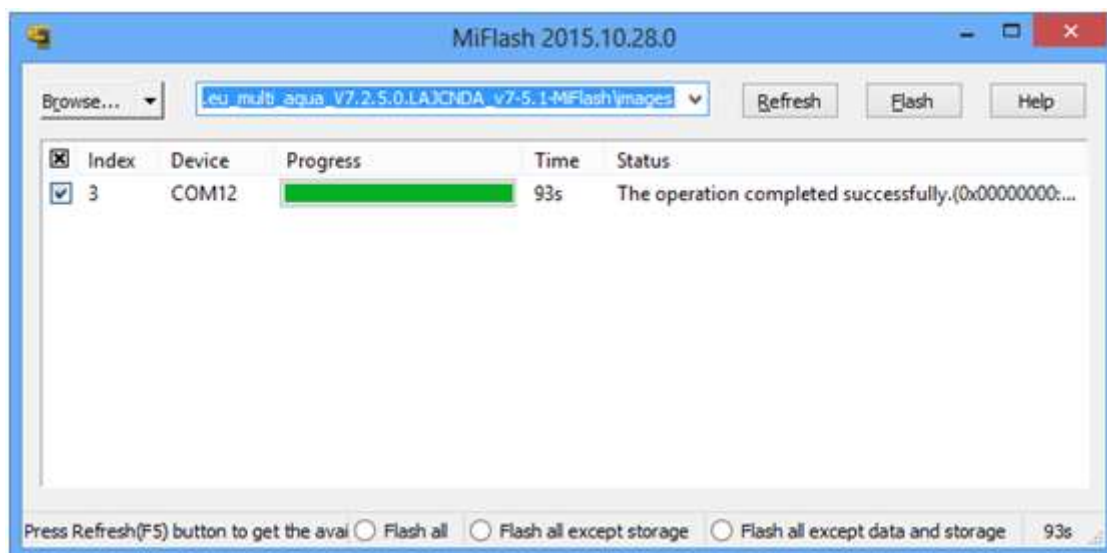 MiFlash 2015.10.28.0
Browse... .eu_multi_aqua_V7.2.5.0.LAJCNDA_v7-5.1-MiFlash\images Refresh Flash Help
Index Device Progress Time Status
3 COM12 93s The operation completed successfully.(0x00000000:...
Press Refresh(F5) button to get the avai Flash all Flash all except storage Flash all except data and storage 93s